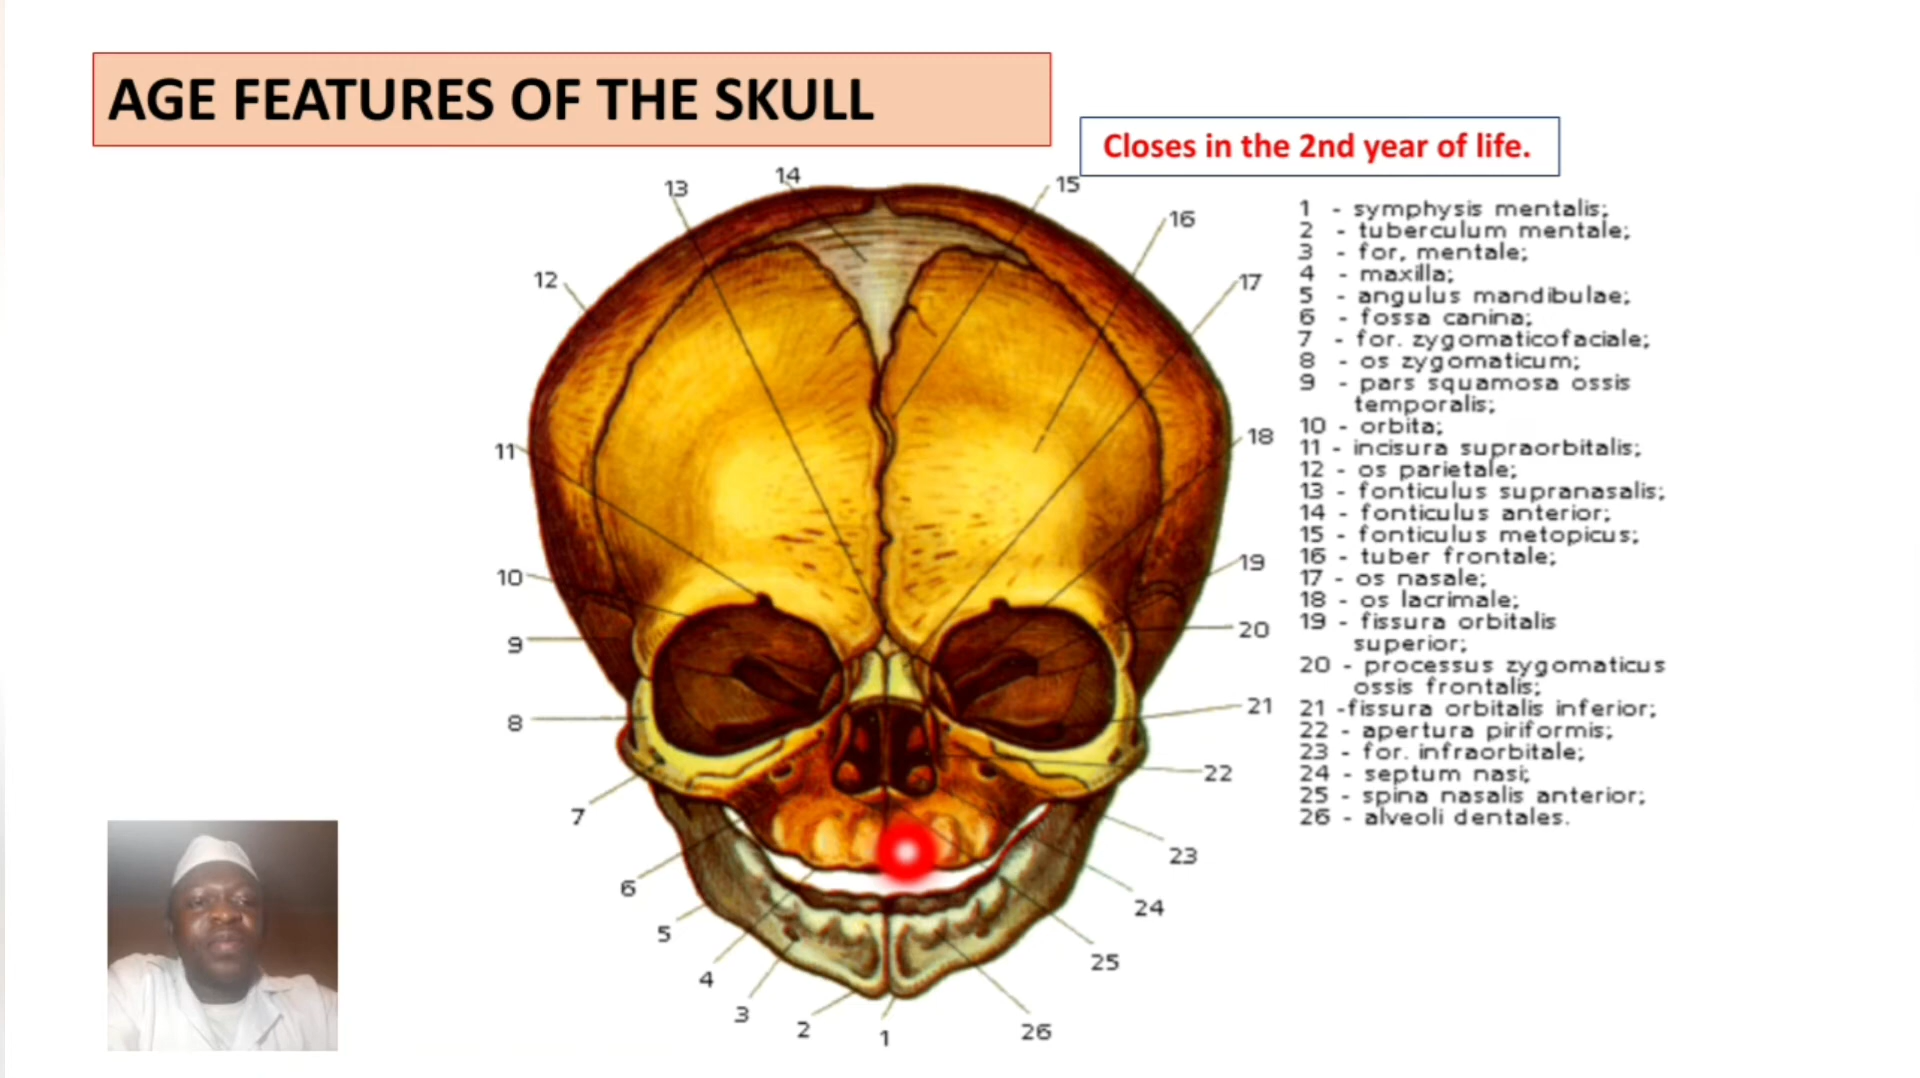 AGE FEATURES OF THE SKULL
Closes in the 2nd year of life.
13
14
15
16
12
17
11
18
10
19
9
20
8
21
22
7
23
6
24
5
25
4
3
2
1
26
1 - symphysis mentalis;
2 - tuberculum mentale;
3 - for, mentale;
4 - maxilla;
5 - angulus mandibulae;
6 - fossa canina;
7 - for. zygomaticofaciale;
8 - os zygomaticum;
9 - pars squamosa ossis
temporalis;
10 - orbita;
11 - incisura supraorbitalis;
12 - os parietale;
13 - fonticulus supranasalis;
14 - fonticulus anterior;
15 - fonticulus metopicus;
16 - tuber frontale;
17 - os nasale;
18 - os lacrimale;
19 - fissura orbitalis
superior;
20 - processus zygomaticus
ossis frontalis;
21 -fissura orbitalis inferior;
22 - apertura piriformis;
23 - for. infraorbitale;
24 - septum nasi;
25 - spina nasalis anterior;
26 - alveoli dentales.